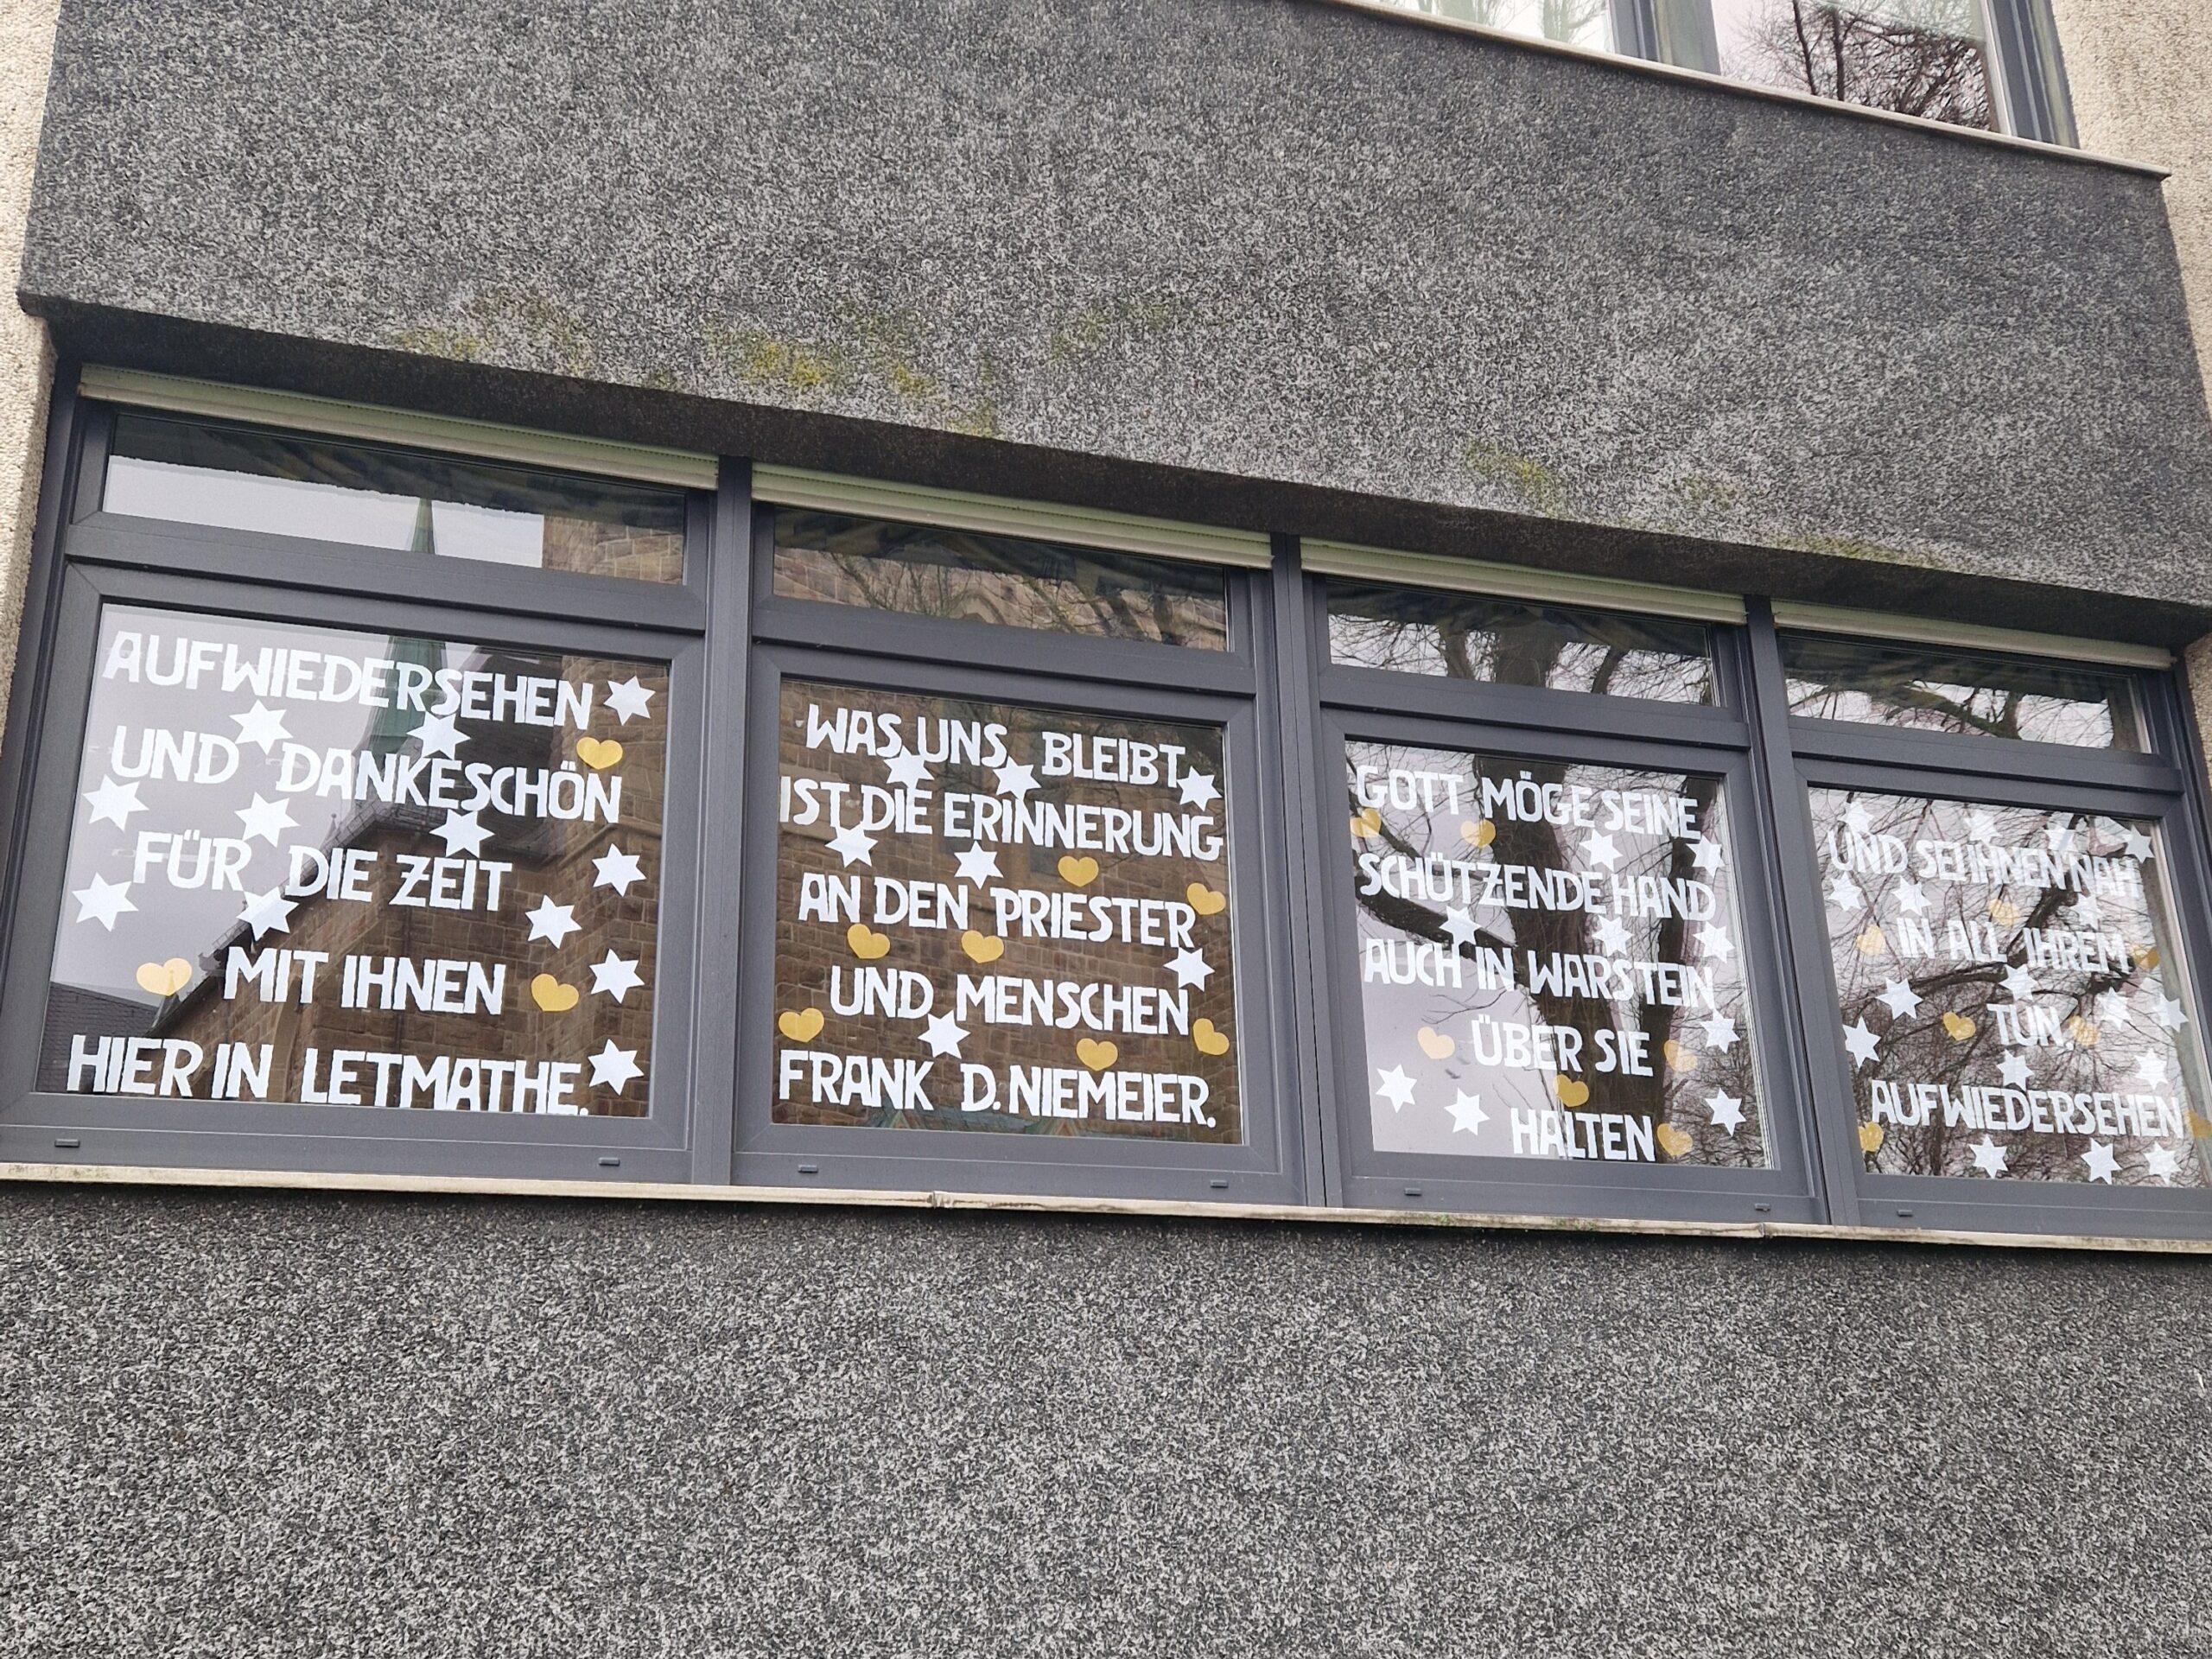 AUFWIEDERSEHEN
UND DANKESCHÖN
FÜR DIE ZEIT
MIT IHNEN
HIER IN LETMATHE.
WAS UNS BLEIBT
IST DIE ERINNERUNG
AN DEN PRIESTER
UND MENSCHEN
FRANK D. NIEMEIER.
GOTT MÖGE SEINE
SCHÜTZENDE HAND
AUCH IN WARSTEIN
ÜBER SIE
HALTEN
UND SEI IHNEN NAH
IN ALL IHREM
TUN.
AUFWIEDERSEHEN